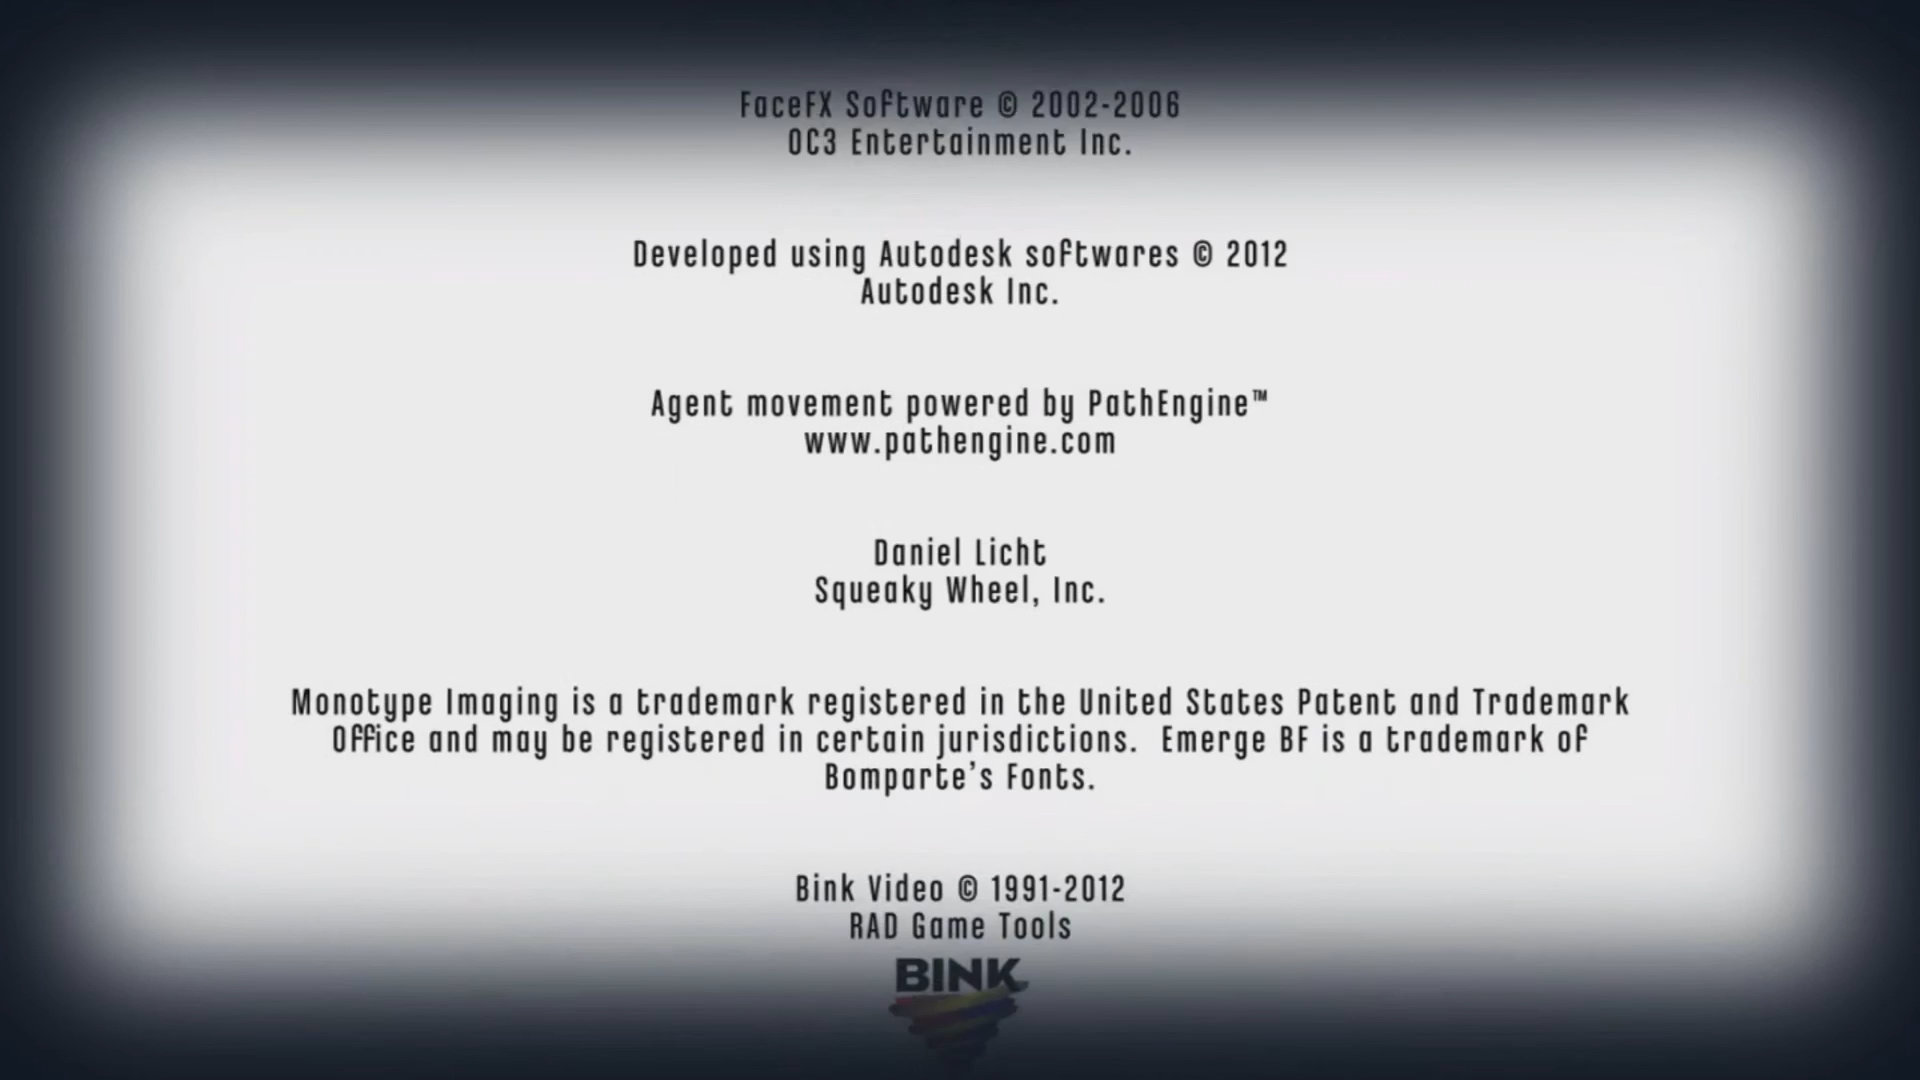 FaceFX Software © 2002-2006
OC3 Entertainment Inc.
Developed using Autodesk softwares © 2012
Autodesk Inc.
Agent movement powered by PathEngine™
www.pathengine.com
Daniel Licht
Squeaky Wheel, Inc.
Monotype Imaging is a trademark registered in the United States Patent and Trademark
Office and may be registered in certain jurisdictions.  Emerge BF is a trademark of
Bomparte's Fonts.
Bink Video © 1991-2012
RAD Game Tools
BINK